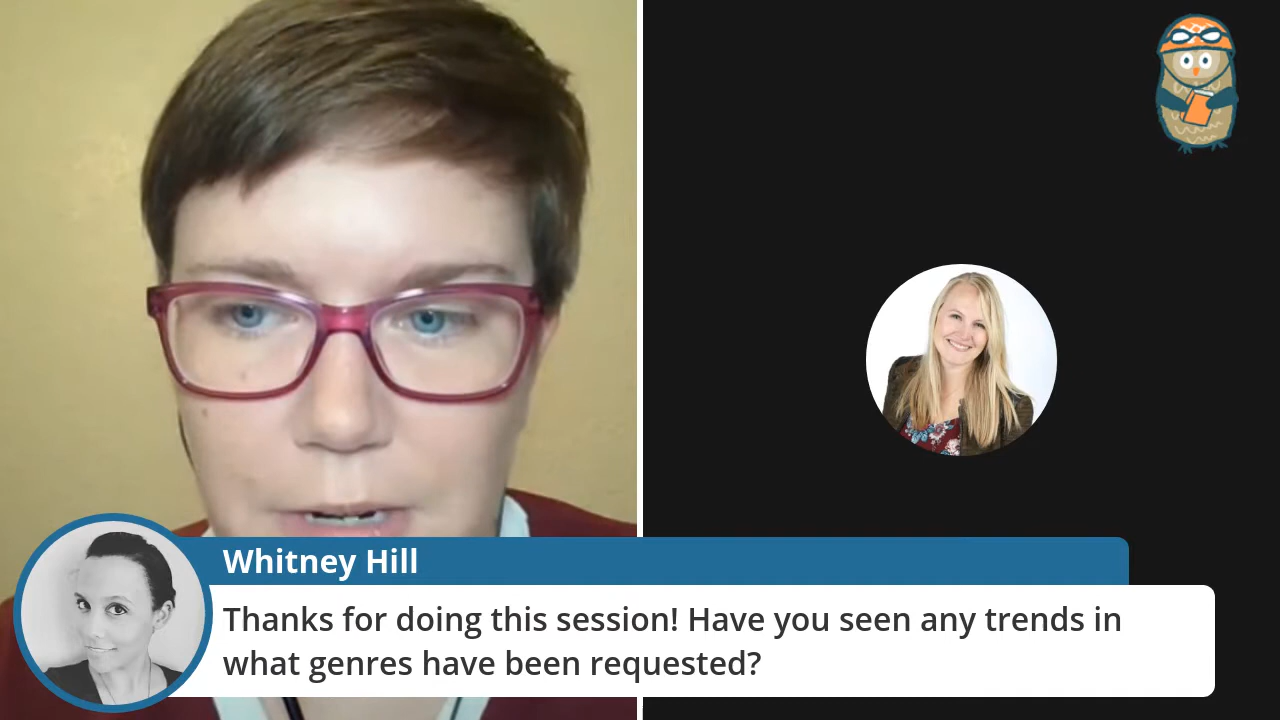 Whitney Hill
Thanks for doing this session! Have you seen any trends in
what genres have been requested?